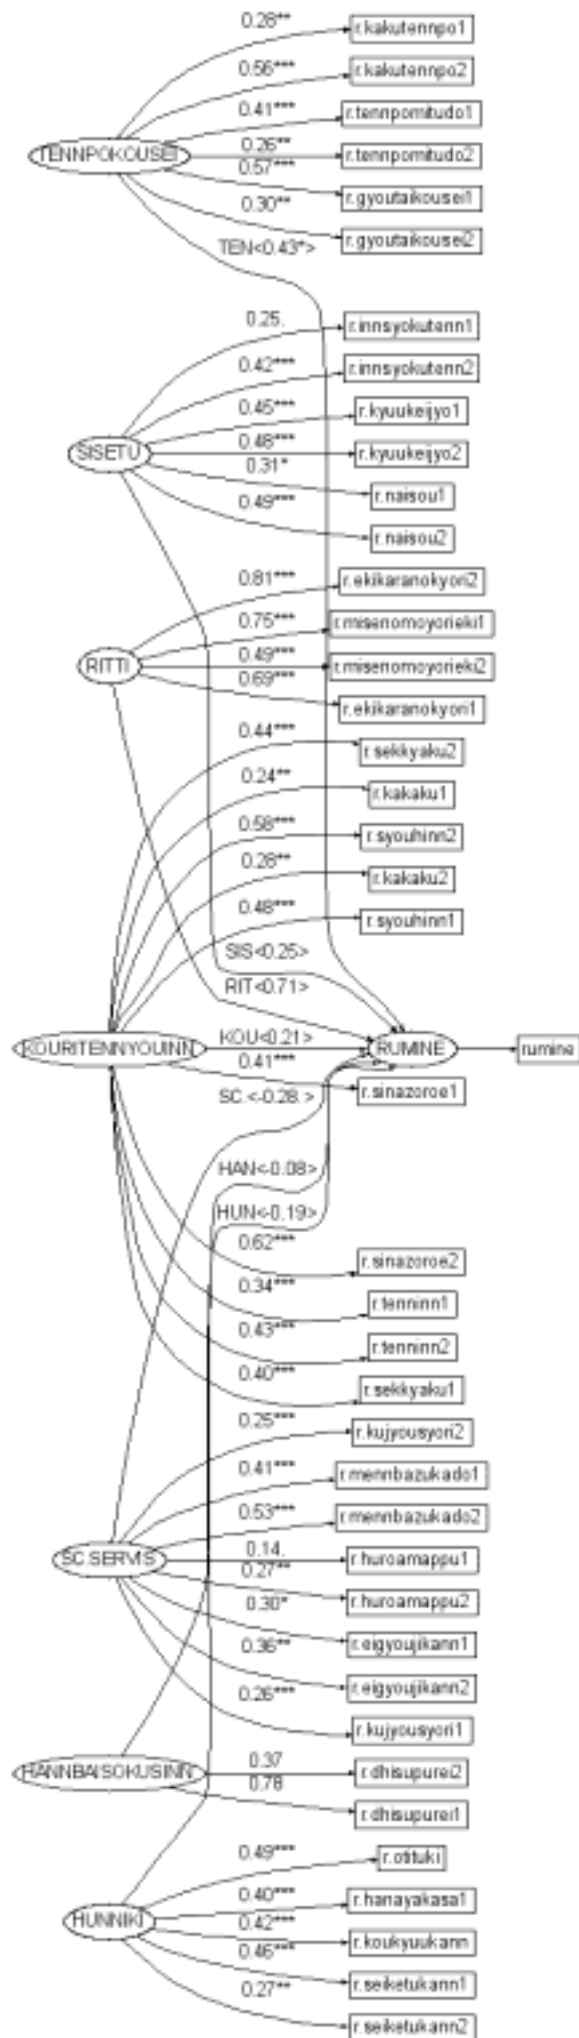 0.28**
r.kakutennpo1
0.56***
r.kakutennpo2
0.41***
r.tennpomitudo1
TENNPOKOUSEI
0.26**
r.tennpomitudo2
0.57***
r.gyoutaikousei1
0.30**
r.gyoutaikousei2
TEN<0.43*>
0.25.
r.innsyokutenn1
0.42***
r.innsyokutenn2
0.45***
r.kyuukeijyo1
SISETU
0.48***
r.kyuukeijyo2
0.31*
r.naisou1
0.49***
r.naisou2
0.81***
r.ekikaranokyori2
0.75***
r.misenomoyorieki1
RITTI
0.49***
r.misenomoyorieki2
0.69***
r.ekikaranokyori1
0.44***
r.sekkyaku2
0.24**
r.kakaku1
0.58***
r.syouhinn2
0.28**
r.kakaku2
0.48***
r.syouhinn1
SIS<0.25>
RIT<0.71>
KOURITENNYOUINN
KOU<0.21>
RUMINE
rumine
0.41***
SC.<-0.28.>
r.sinazoroe1
HAN<-0.08>
HUN<-0.19>
0.62***
r.sinazoroe2
0.34***
r.tenninn1
0.43***
r.tenninn2
0.40***
r.sekkyaku1
0.25***
r.kujyousyori2
0.41***
r.mennbazukado1
0.53***
r.mennbazukado2
SC.SERVIS
0.14.
r.huroamappu1
0.27**
r.huroamappu2
0.30*
r.eigyoujikann1
0.36**
r.eigyoujikann2
0.26***
r.kujyousyori1
HANNBAISOKUSINN
0.37
r.dhisupurei2
0.78
r.dhisupurei1
0.49***
r.otituki
0.40***
r.hanayakasa1
HUNNIKI
0.42***
r.koukyuukann
0.46***
r.seiketukann1
0.27**
r.seiketukann2